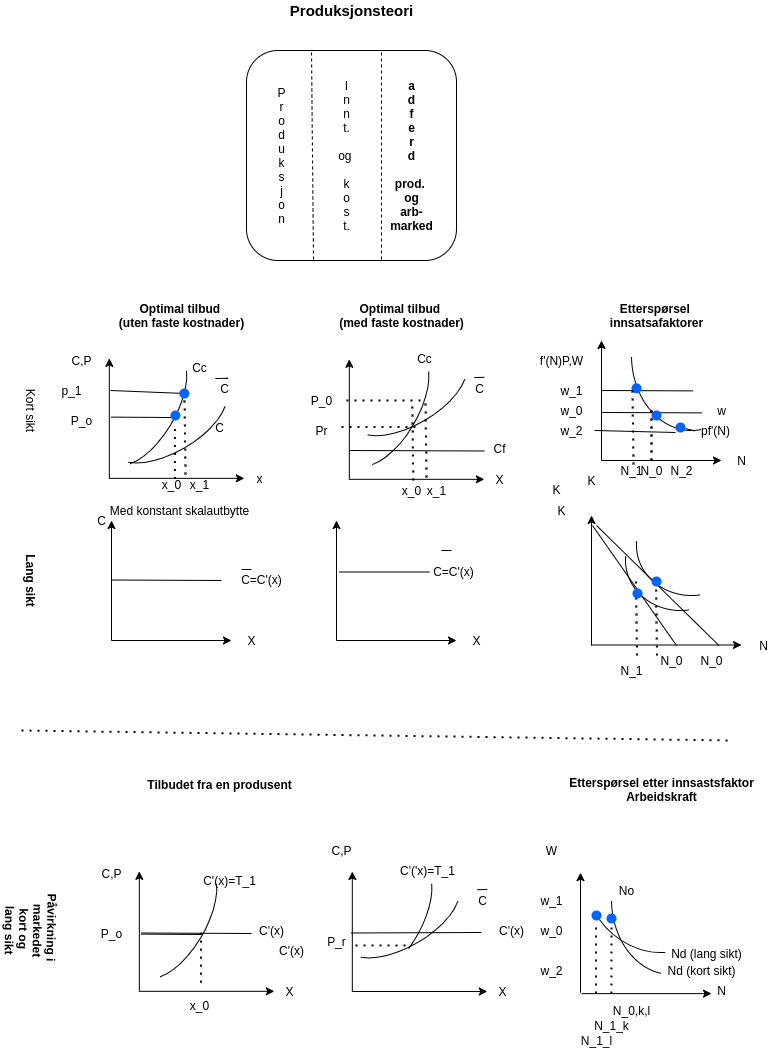 Produksjonsteori
Produksjon
Innt. og kost.
adferd prod. og arb-marked
Optimal tilbud
(uten faste kostnader)
Optimal tilbud
(med faste kostnader)
Etterspørsel
innsatsafaktorer
Kort sikt
C,P
Cc
C
p_1
P_o
C
x_0
x_1
x
Cc
C
P_0
Pr
Cf
x_0
x_1
X
f'(N)P,W
w_1
w_0
w
w_2
pf'(N)
N_1
N_0
N_2
N
K
K
Lang sikt
Med konstant skalautbytte
C
C=C'(x)
X
C=C'(x)
X
K
N_1
N_0
N_0
N
Tilbudet fra en produsent
Etterspørsel etter innsastsfaktor
Arbeidskraft
Påvirkning i
markedet
kort og
lang sikt
C,P
C'(x)=T_1
P_o
C'(x)
C'(x)
X
x_0
C,P
C'('x)=T_1
C
P_r
C'(x)
X
W
No
w_1
w_0
w_2
Nd (lang sikt)
Nd (kort sikt)
N
N_0,k,l
N_1_k
N_1_l